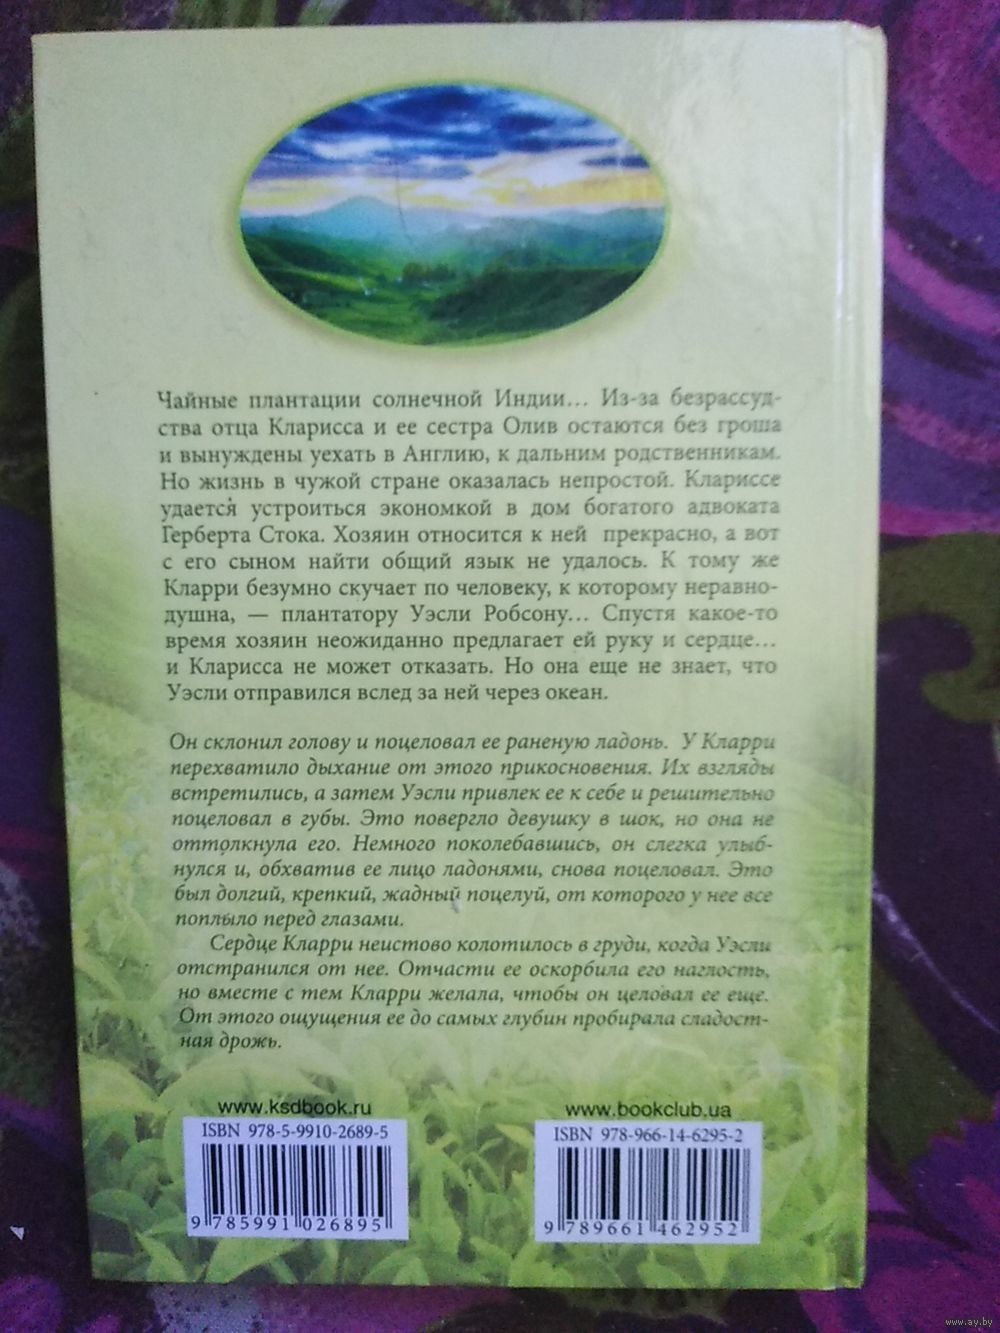 Чайные плантации солнечной Индии… Из-за безрассуд-
ства отца Кларисса и ее сестра Олив остаются без гроша
и вынуждены уехать в Англию, к дальним родственникам.
Но жизнь в чужой стране оказалась непростой. Клариссе
удается устроиться экономкой в дом богатого адвоката
Герберта Стока. Хозяин относится к ней прекрасно, а вот
с его сыном найти общий язык не удалось. К тому же
Кларри безумно скучает по человеку, к которому неравно-
душна, — плантатору Уэсли Робсону… Спустя какое-то
время хозяин неожиданно предлагает ей руку и сердце…
и Кларисса не может отказать. Но она еще не знает, что
Уэсли отправился вслед за ней через океан.
Он склонил голову и поцеловал ее раненую ладонь. У Кларри
перехватило дыхание от этого прикосновения. Их взгляды
встретились, а затем Уэсли привлек ее к себе и решительно
поцеловал в губы. Это повергло девушку в шок, но она не
оттолкнула его. Немного поколебавшись, он слегка улыб-
нулся и, обхватив ее лицо ладонями, снова поцеловал. Это
был долгий, крепкий, жадный поцелуй, от которого у нее все
поплыло перед глазами.
Сердце Кларри неистово колотилось в груди, когда Уэсли
отстранился от нее. Отчасти ее оскорбила его наглость,
но вместе с тем Кларри желала, чтобы он целовал ее еще.
От этого ощущения ее до самых глубин пробирала сладост-
ная дрожь.
www.ksdbook.ru
ISBN 978-5-9910-2689-5
9 785991 026895
www.bookclub.ua
ISBN 978-966-14-6295-2
9 789661 462952
www.ay.by